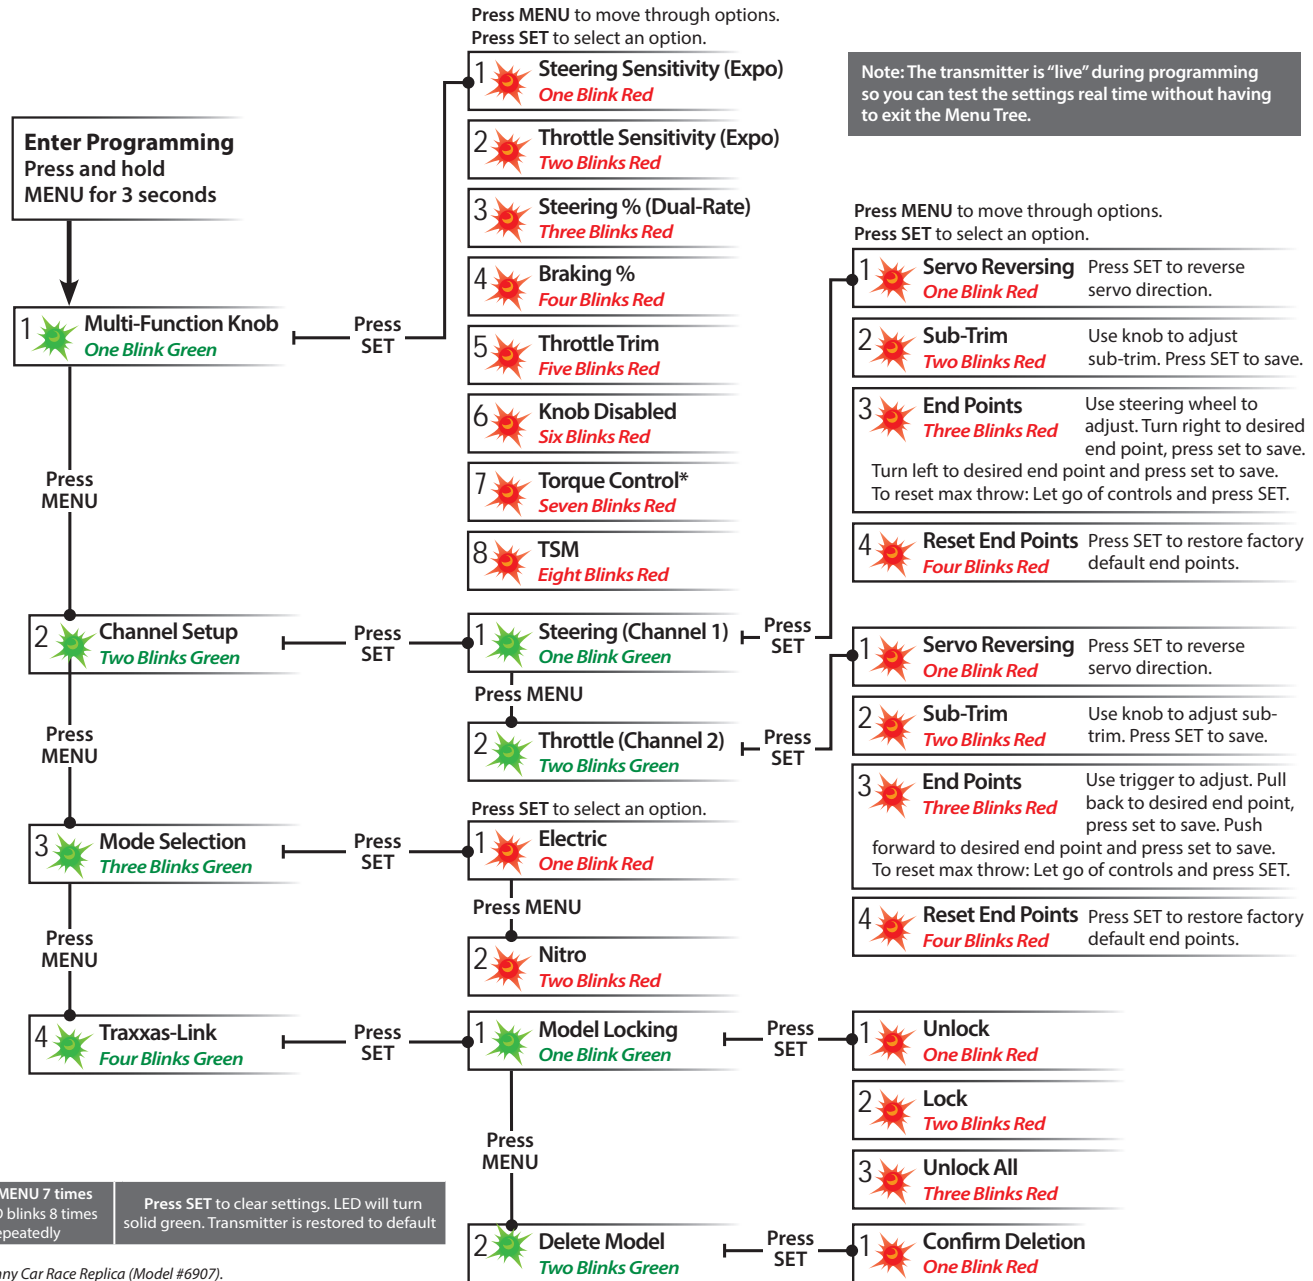 Press MENU to move through options.
Press SET to select an option.
Note: The transmitter is “live” during programming
so you can test the settings real time without having
to exit the Menu Tree.
Enter Programming
Press and hold
MENU for 3 seconds
1 Multi-Function Knob
One Blink Green
Press
SET
1 Steering Sensitivity (Expo)
One Blink Red
2 Throttle Sensitivity (Expo)
Two Blinks Red
3 Steering % (Dual-Rate)
Three Blinks Red
4 Braking %
Four Blinks Red
5 Throttle Trim
Five Blinks Red
6 Knob Disabled
Six Blinks Red
7 Torque Control*
Seven Blinks Red
8 TSM
Eight Blinks Red
Press
MENU
2 Channel Setup
Two Blinks Green
Press
SET
1 Steering (Channel 1)
One Blink Green
Press
SET
Press MENU
2 Throttle (Channel 2)
Two Blinks Green
Press
SET
Press MENU to move through options.
Press SET to select an option.
1 Servo Reversing Press SET to reverse
One Blink Red servo direction.
2 Sub-Trim Use knob to adjust
Two Blinks Red sub-trim. Press SET to save.
3 End Points Use steering wheel to
Three Blinks Red adjust. Turn right to desired
end point, press set to save.
Turn left to desired end point and press set to save.
To reset max throw: Let go of controls and press SET.
4 Reset End Points Press SET to restore factory
Four Blinks Red default end points.
1 Servo Reversing Press SET to reverse
One Blink Red servo direction.
2 Sub-Trim Use knob to adjust sub-
Two Blinks Red trim. Press SET to save.
3 End Points Use trigger to adjust. Pull
Three Blinks Red back to desired end point,
press set to save. Push
forward to desired end point and press set to save.
To reset max throw: Let go of controls and press SET.
4 Reset End Points Press SET to restore factory
Four Blinks Red default end points.
Press
MENU
3 Mode Selection
Three Blinks Green
Press
SET
Press SET to select an option.
1 Electric
One Blink Red
Press MENU
2 Nitro
Two Blinks Red
Press
MENU
4 Traxxas-Link
Four Blinks Green
Press
SET
1 Model Locking
One Blink Green
Press
SET
1 Unlock
One Blink Red
2 Lock
Two Blinks Red
3 Unlock All
Three Blinks Red
Press
MENU
2 Delete Model
Two Blinks Green
Press
SET
1 Confirm Deletion
One Blink Red
MENU 7 times
blinks 8 times
Press SET to clear settings. LED will turn
solid green. Transmitter is restored to default
Car Race Replica (Model #6907).